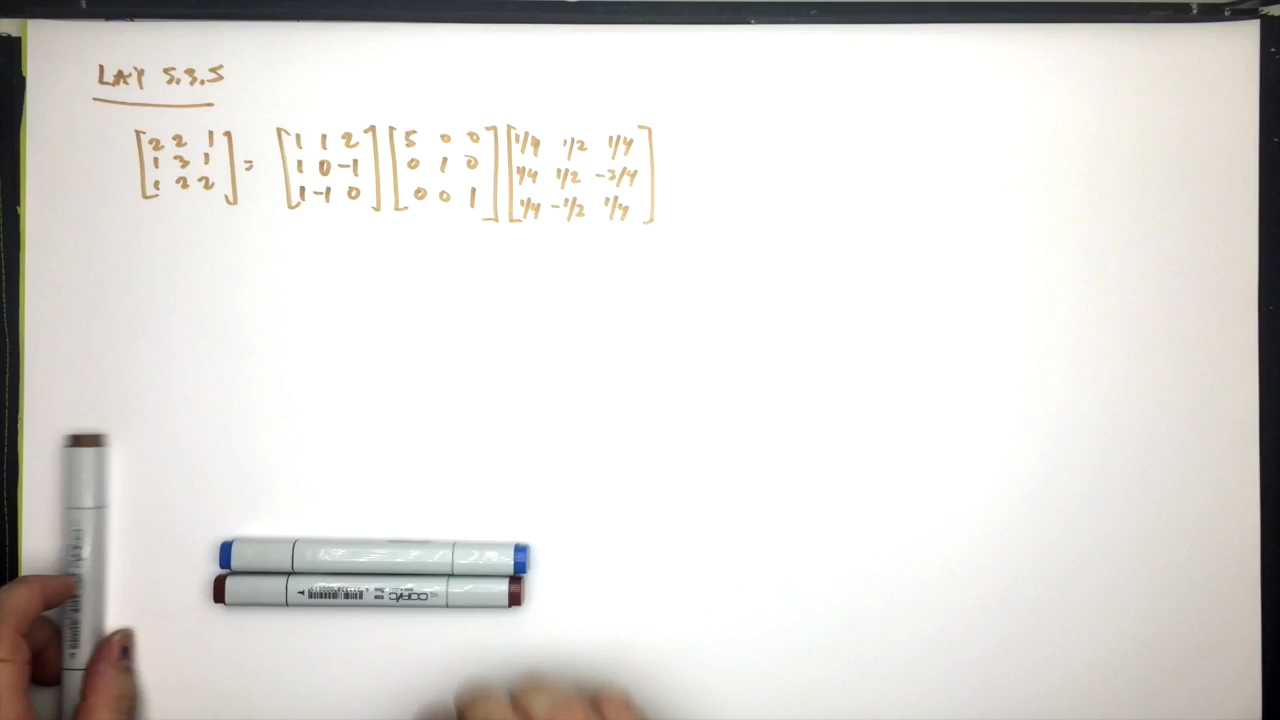 LAY 5.3.5
[2 2 1; 1 3 1; 1 2 2] = [1 1 2; 1 0 -1; 1 -1 0] [5 0 0; 0 1 0; 0 0 1] [1/4 1/2 1/4; 1/4 1/2 -3/4; 1/4 -1/2 1/4]
COPIC